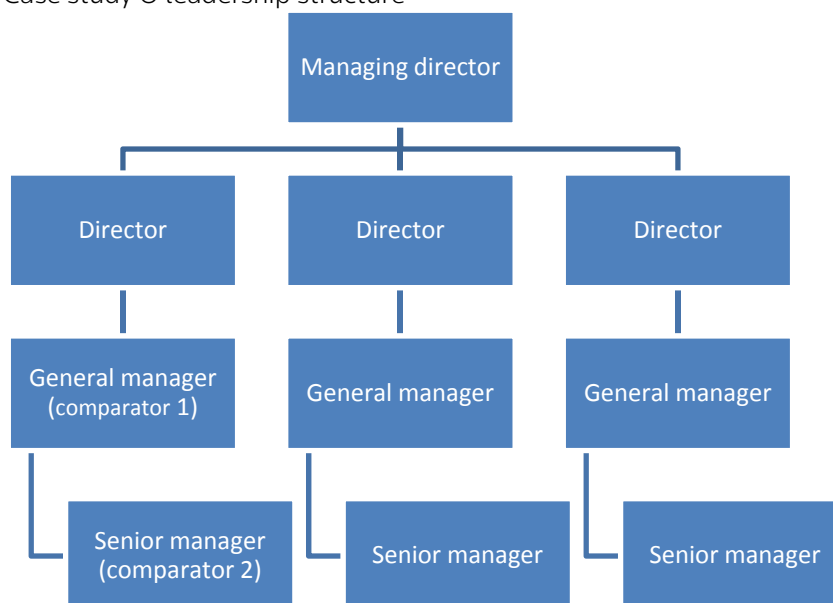 Case study C leadership structure
Managing director
Director
Director
Director
General manager
(comparator 1)
General manager
General manager
Senior manager
(comparator 2)
Senior manager
Senior manager